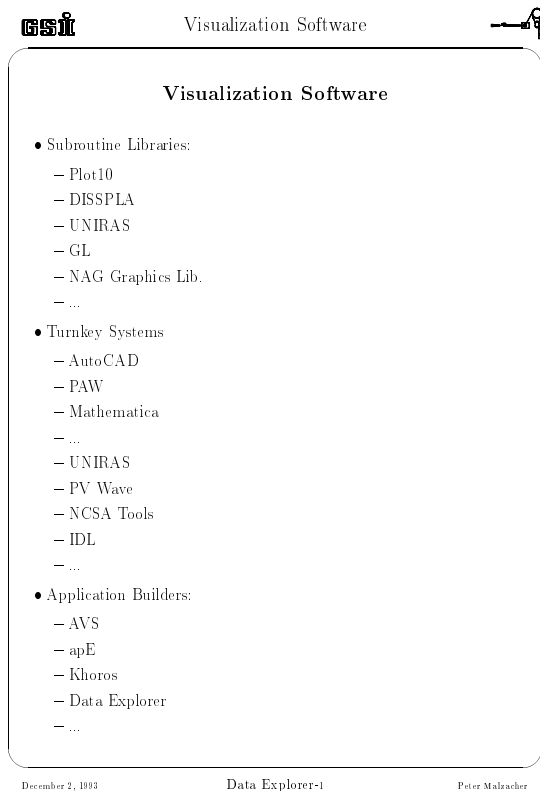 GSI
Visualization Software
Visualization Software
• Subroutine Libraries:
– Plot10
– DISSPLA
– UNIRAS
– GL
– NAG Graphics Lib.
– ...
• Turnkey Systems
– AutoCAD
– PAW
– Mathematica
– ...
– UNIRAS
– PV Wave
– NCSA Tools
– IDL
– ...
• Application Builders:
– AVS
– apE
– Khoros
– Data Explorer
– ...
December 2, 1993
Data Explorer-1
Peter Malzacher